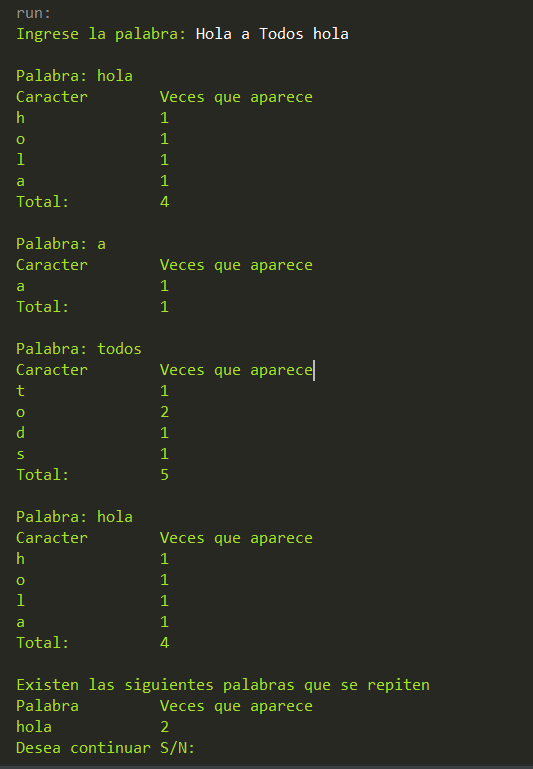 run:
Ingrese la palabra: Hola a Todos hola
Palabra: hola
Caracter Veces que aparece
h 1
o 1
l 1
a 1
Total: 4
Palabra: a
Caracter Veces que aparece
a 1
Total: 1
Palabra: todos
Caracter Veces que aparece
t 1
o 2
d 1
s 1
Total: 5
Palabra: hola
Caracter Veces que aparece
h 1
o 1
l 1
a 1
Total: 4
Existen las siguientes palabras que se repiten
Palabra Veces que aparece
hola 2
Desea continuar S/N: